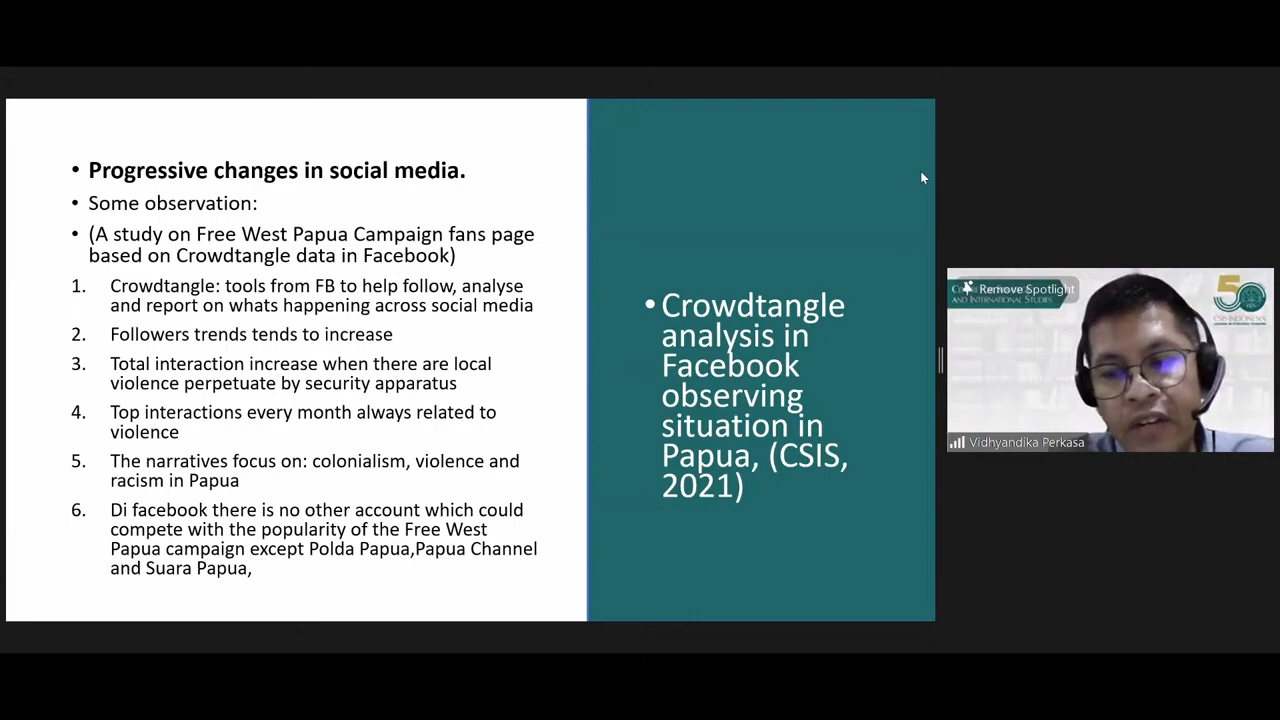 • Progressive changes in social media.
• Some observation:
• (A study on Free West Papua Campaign fans page
based on Crowdtangle data in Facebook)
1. Crowdtangle: tools from FB to help follow, analyse
and report on whats happening across social media
2. Followers trends tends to increase
3. Total interaction increase when there are local
violence perpetuate by security apparatus
4. Top interactions every month always related to
violence
5. The narratives focus on: colonialism, violence and
racism in Papua
6. Di facebook there is no other account which could
compete with the popularity of the Free West
Papua campaign except Polda Papua,Papua Channel
and Suara Papua,
• Crowdtangle
analysis in
Facebook
observing
situation in
Papua, (CSIS,
2021)
Remove Spotlight
and International Studies
50
CSIS INDONESIA
Vidhyandika Perkasa